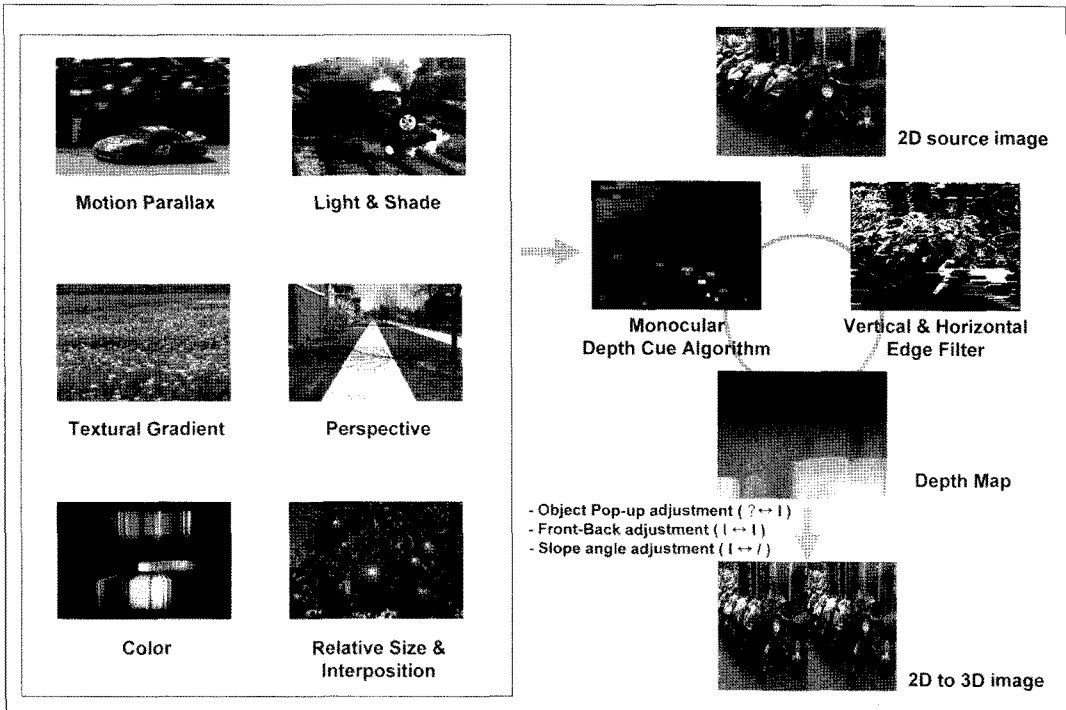 Motion Parallax
Light & Shade
Textural Gradient
Perspective
Color
Relative Size &
Interposition
2D source image
Monocular
Depth Cue Algorithm
Vertical & Horizontal
Edge Filter
Depth Map
- Object Pop-up adjustment ( ? ↔ I )
- Front-Back adjustment ( I ↔ I )
- Slope angle adjustment ( I ↔ / )
2D to 3D image